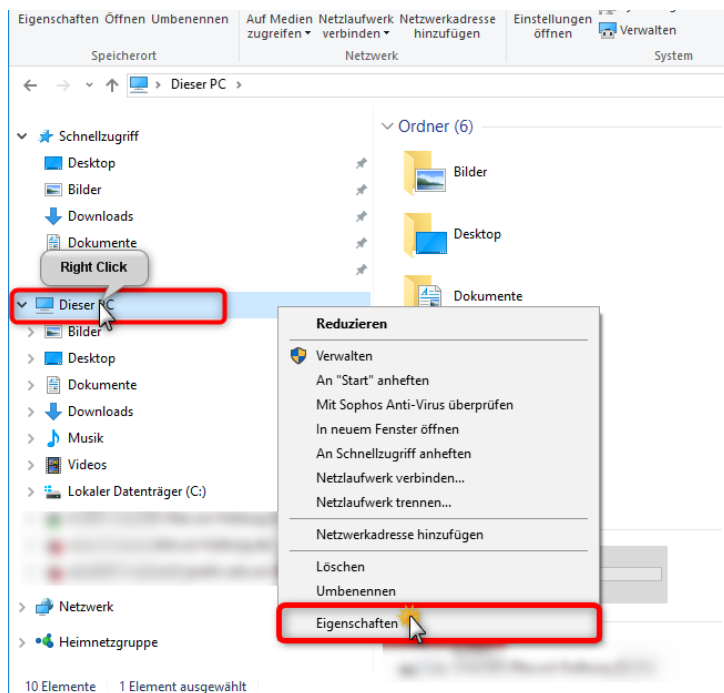 Eigenschaften Öffnen Umbenennen
Auf Medien zugreifen
Netzlaufwerk verbinden
Netzwerkadresse hinzufügen
Einstellungen öffnen
Verwalten
Speicherort
Netzwerk
System
Dieser PC
Schnellzugriff
Desktop
Bilder
Downloads
Dokumente
Right Click
Dieser PC
Bilder
Desktop
Dokumente
Downloads
Musik
Videos
Lokaler Datenträger (C:)
Netzwerk
Heimnetzgruppe
Ordner (6)
Bilder
Desktop
Dokumente
Reduzieren
Verwalten
An "Start" anheften
Mit Sophos Anti-Virus überprüfen
In neuem Fenster öffnen
An Schnellzugriff anheften
Netzlaufwerk verbinden...
Netzlaufwerk trennen...
Netzwerkadresse hinzufügen
Löschen
Umbenennen
Eigenschaften
10 Elemente
1 Element ausgewählt